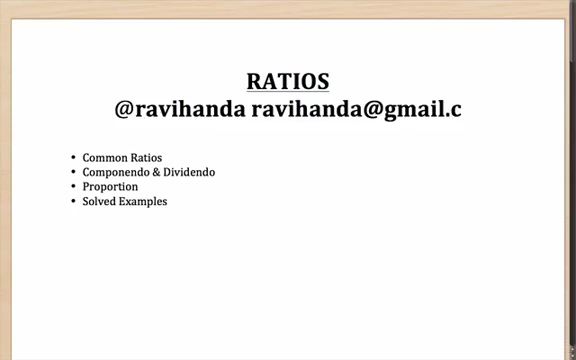 RATIOS
@ravihanda ravihanda@gmail.c
• Common Ratios
• Componendo & Dividendo
• Proportion
• Solved Examples